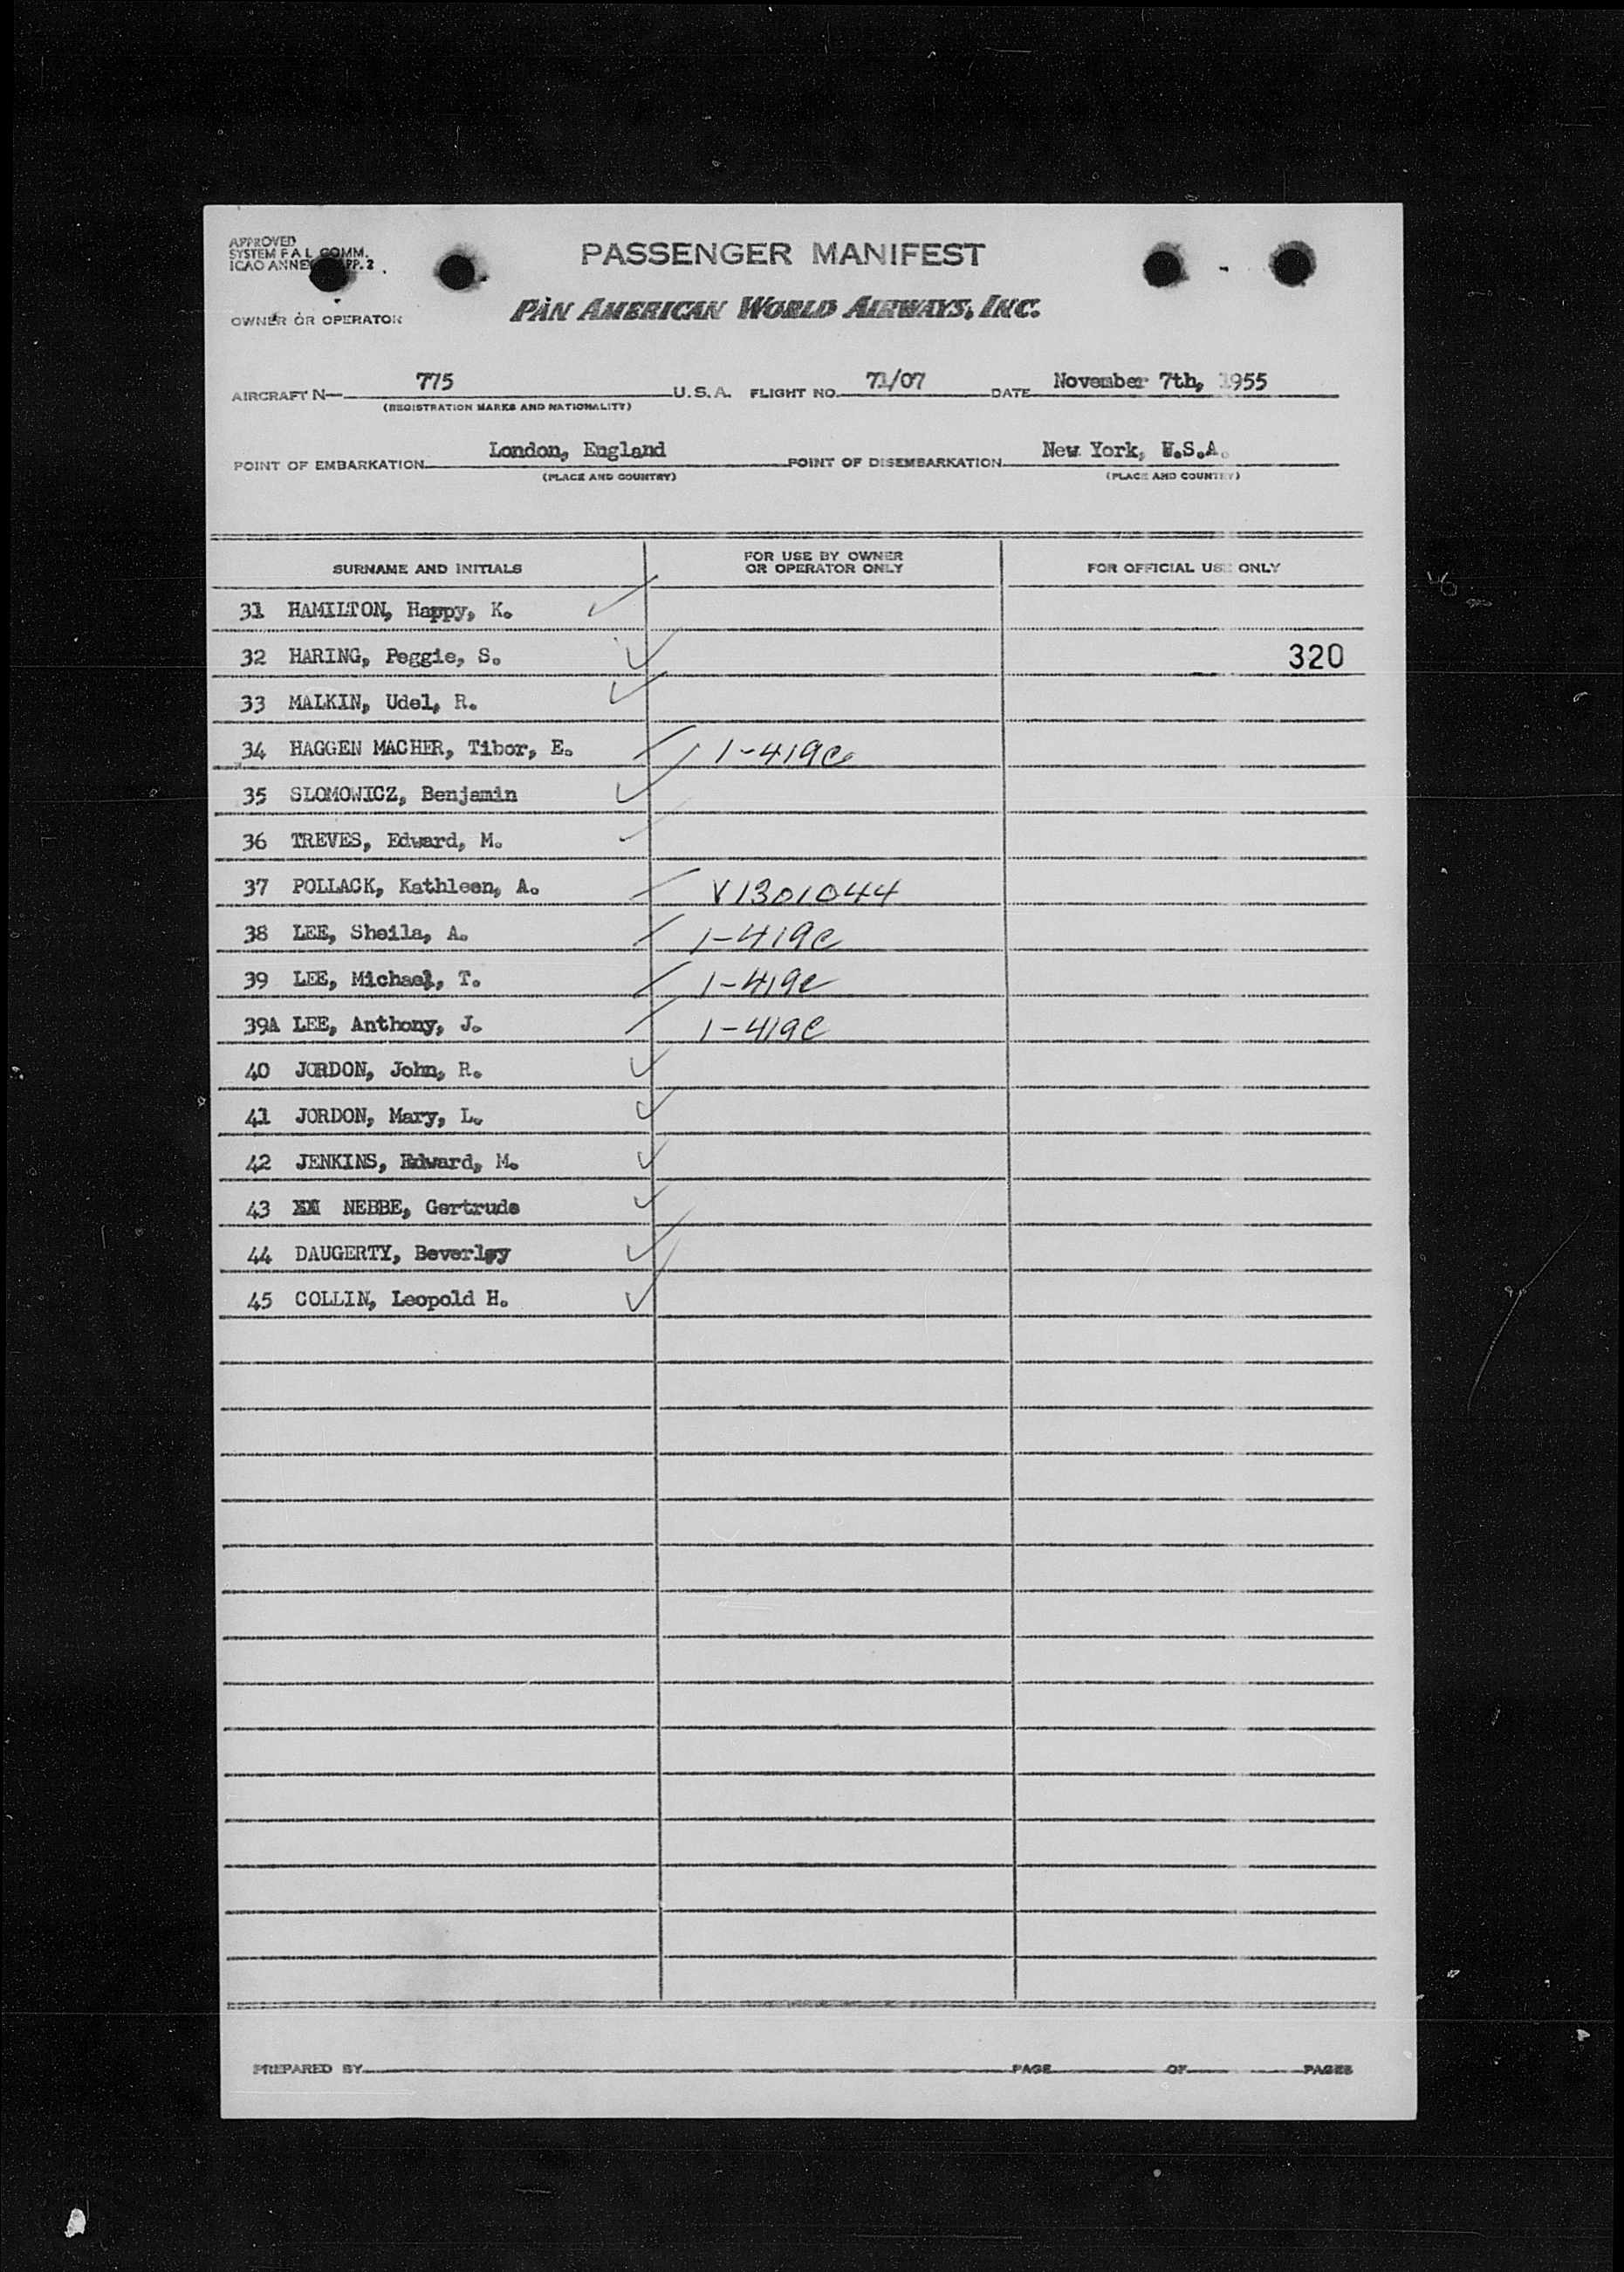 APPROVED
SYSTEM F A L COMM.
ICAO ANNEX APP. 2
PASSENGER MANIFEST
OWNER OR OPERATOR
PAN AMERICAN WORLD AIRWAYS, INC.
AIRCRAFT N— 775 U.S.A. FLIGHT NO. 71/07 DATE November 7th, 1955
(REGISTRATION MARKS AND NATIONALITY)
POINT OF EMBARKATION London, England POINT OF DISEMBARKATION New York, U.S.A.
(PLACE AND COUNTRY) (PLACE AND COUNTRY)
SURNAME AND INITIALS FOR USE BY OWNER OR OPERATOR ONLY FOR OFFICIAL USE ONLY
31 HAMILTON, Happy, K.
32 HARING, Peggie, S. 320
33 MALKIN, Udel, R.
34 HAGGEN MACHER, Tibor, E. 1-419c
35 SLOMOWICZ, Benjamin
36 TREVES, Edward, M.
37 POLLACK, Kathleen, A. V1301044
38 LEE, Sheila, A. 1-419c
39 LEE, Michael, T. 1-419c
39A LEE, Anthony, J. 1-419c
40 JORDON, John, R.
41 JORDON, Mary, L.
42 JENKINS, Edward, M.
43 NEBBE, Gertrude
44 DAUGERTY, Beverley
45 COLLIN, Leopold H.
PREPARED BY PAGE OF PAGES